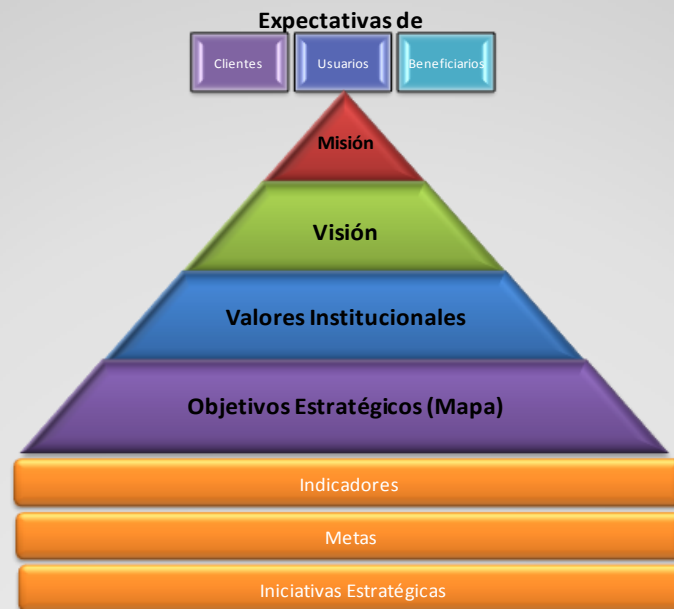 Expectativas de
Clientes
Usuarios
Beneficiarios
Misión
Visión
Valores Institucionales
Objetivos Estratégicos (Mapa)
Indicadores
Metas
Iniciativas Estratégicas